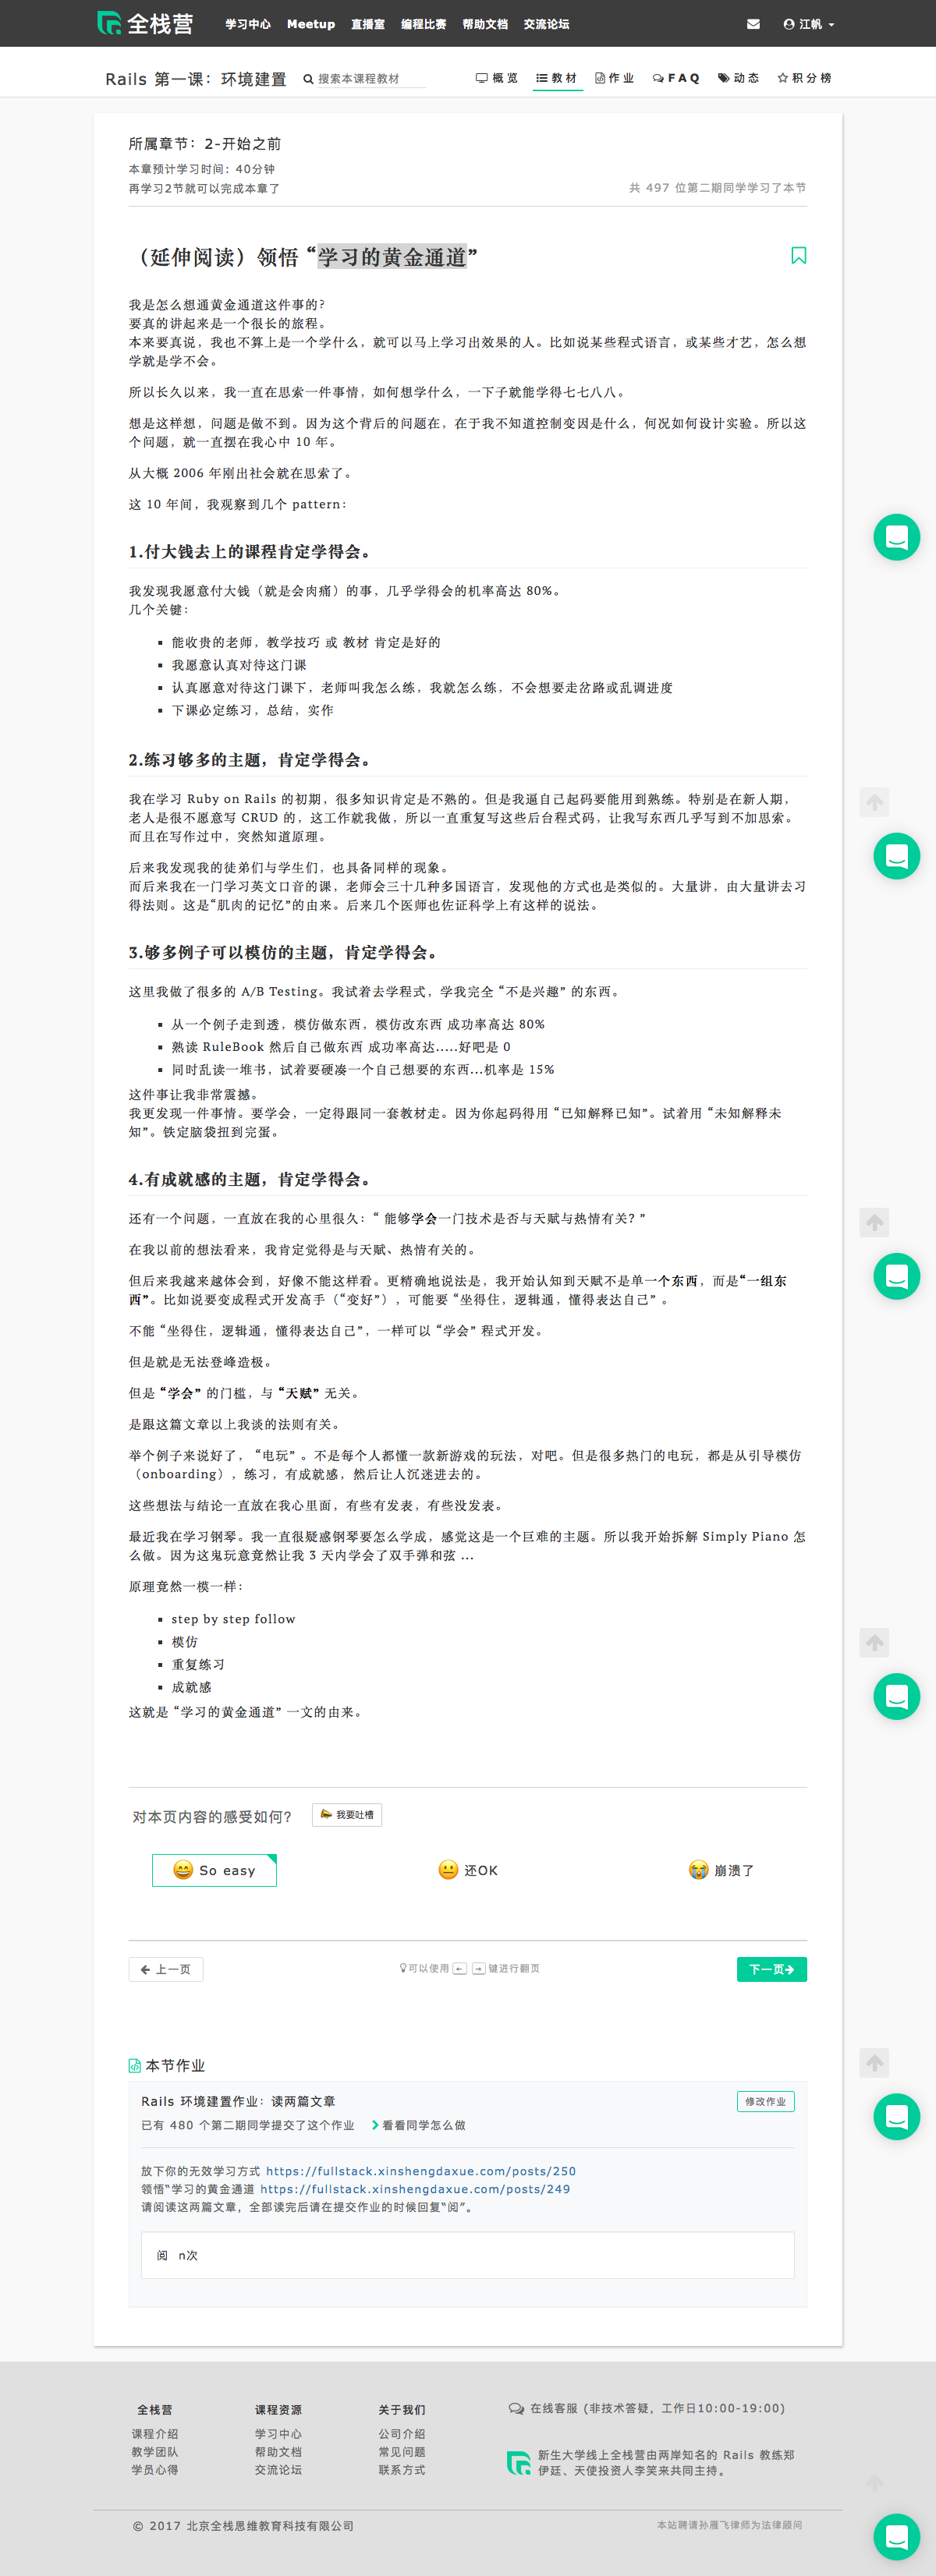 全栈营 学习中心 Meetup 直播室 编程比赛 帮助文档 交流论坛 江帆
Rails 第一课：环境建置 搜索本课程教材 概览 教材 作业 FAQ 动态 积分榜
所属章节：2-开始之前
本章预计学习时间：40分钟
再学习2节就可以完成本章了 共 497 位第二期同学学习了本节
（延伸阅读）领悟 “学习的黄金通道”
我是怎么想通黄金通道这件事的?
要真的讲起来是一个很长的旅程。
本来要真说，我也不算上是一个学什么，就可以马上学习出效果的人。比如说某些程式语言，或某些才艺，怎么想
学就是学不会。
所以长久以来，我一直在思索一件事情，如何想学什么，一下子就能学得七七八八。
想是这样想，问题是做不到。因为这个背后的问题在，在于我不知道控制变因是什么，何况如何设计实验。所以这
个问题，就一直摆在我心中 10 年。
从大概 2006 年刚出社会就在思索了。
这 10 年间，我观察到几个 pattern：
1.付大钱去上的课程肯定学得会。
我发现我愿意付大钱（就是会肉痛）的事，几乎学得会的机率高达 80%。
几个关键：
▪ 能收贵的老师，教学技巧 或 教材 肯定是好的
▪ 我愿意认真对待这门课
▪ 认真愿意对待这门课下，老师叫我怎么练，我就怎么练，不会想要走岔路或乱调进度
▪ 下课必定练习，总结，实作
2.练习够多的主题，肯定学得会。
我在学习 Ruby on Rails 的初期，很多知识肯定是不熟的。但是我逼自己起码要能用到熟练。特别是在新人期，
老人是很不愿意写 CRUD 的，这工作就我做，所以一直重复写这些后台程式码，让我写东西几乎写到不加思索。
而且在写作过中，突然知道原理。
后来我发现我的徒弟们与学生们，也具备同样的现象。
而后来我在一门学习英文口音的课，老师会三十几种多国语言，发现他的方式也是类似的。大量讲，由大量讲去习
得法则。这是“肌肉的记忆”的由来。后来几个医师也佐证科学上有这样的说法。
3.够多例子可以模仿的主题，肯定学得会。
这里我做了很多的 A/B Testing。我试着去学程式，学我完全 “不是兴趣” 的东西。
▪ 从一个例子走到透，模仿做东西，模仿改东西 成功率高达 80%
▪ 熟读 RuleBook 然后自己做东西 成功率高达.....好吧是 0
▪ 同时乱读一堆书，试着要硬凑一个自己想要的东西...机率是 15%
这件事让我非常震撼。
我更发现一件事情。要学会，一定得跟同一套教材走。因为你起码得用 “已知解释已知”。试着用 “未知解释未
知”。铁定脑袋扭到完蛋。
4.有成就感的主题，肯定学得会。
还有一个问题，一直放在我的心里很久：“ 能够学会一门技术是否与天赋与热情有关? ”
在我以前的想法看来，我肯定觉得是与天赋、热情有关的。
但后来我越来越体会到，好像不能这样看。更精确地说法是，我开始认知到天赋不是单一个东西，而是“一组东
西”。比如说要变成程式开发高手（“变好”），可能要 “坐得住，逻辑通，懂得表达自己” 。
不能 “坐得住，逻辑通，懂得表达自己”，一样可以 “学会” 程式开发。
但是就是无法登峰造极。
但是 “学会” 的门槛，与 “天赋” 无关。
是跟这篇文章以上我谈的法则有关。
举个例子来说好了，“电玩” 。不是每个人都懂一款新游戏的玩法，对吧。但是很多热门的电玩，都是从引导模仿
（onboarding），练习，有成就感，然后让人沉迷进去的。
这些想法与结论一直放在我心里面，有些有发表，有些没发表。
最近我在学习钢琴。我一直很疑惑钢琴要怎么学成，感觉这是一个巨难的主题。所以我开始拆解 Simply Piano 怎
么做。因为这鬼玩意竟然让我 3 天内学会了双手弹和弦 ...
原理竟然一模一样：
▪ step by step follow
▪ 模仿
▪ 重复练习
▪ 成就感
这就是 “学习的黄金通道” 一文的由来。
对本页内容的感受如何? 我要吐槽
So easy 还OK 崩溃了
上一页 可以使用 ← → 键进行翻页 下一页
本节作业
Rails 环境建置作业：读两篇文章 修改作业
已有 480 个第二期同学提交了这个作业 看看同学怎么做
放下你的无效学习方式 https://fullstack.xinshengdaxue.com/posts/250
领悟“学习的黄金通道 https://fullstack.xinshengdaxue.com/posts/249
请阅读这两篇文章，全部读完后请在提交作业的时候回复“阅”。
阅 n次
全栈营 课程资源 关于我们 在线客服 (非技术答疑，工作日10:00-19:00)
课程介绍 学习中心 公司介绍
教学团队 帮助文档 常见问题 新生大学线上全栈营由两岸知名的 Rails 教练郑
学员心得 交流论坛 联系方式 伊廷、天使投资人李笑来共同主持。
© 2017 北京全栈思维教育科技有限公司 本站聘请孙雁飞律师为法律顾问